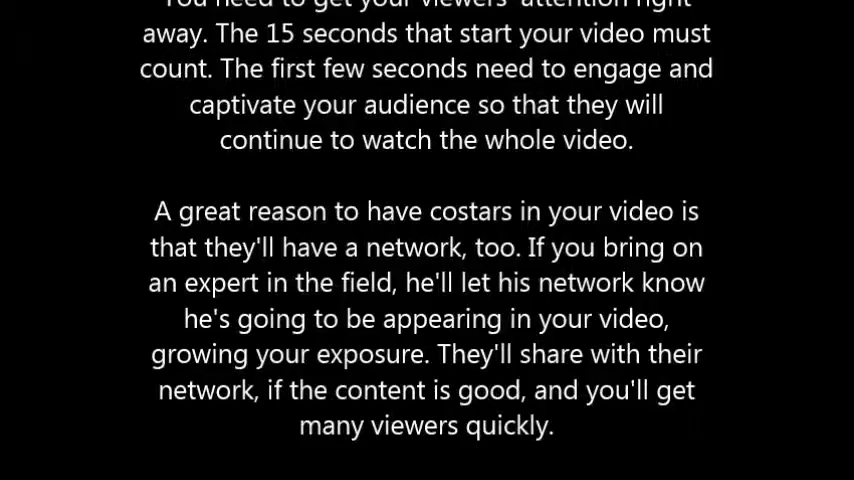 You need to get your viewers' attention right
away. The 15 seconds that start your video must
count. The first few seconds need to engage and
captivate your audience so that they will
continue to watch the whole video.
A great reason to have costars in your video is
that they'll have a network, too. If you bring on
an expert in the field, he'll let his network know
he's going to be appearing in your video,
growing your exposure. They'll share with their
network, if the content is good, and you'll get
many viewers quickly.